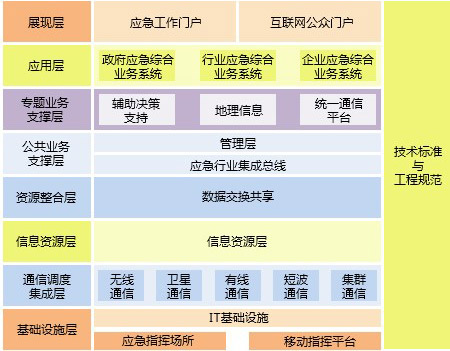 展现层
应急工作门户
互联网公众门户
应用层
政府应急综合
业务系统
行业应急综合
业务系统
企业应急综合
业务系统
专题业务
支撑层
辅助决策
支持
地理信息
统一通信
平台
公共业务
支撑层
管理层
应急行业集成总线
资源整合层
数据交换共享
信息资源层
信息资源层
通信调度
集成层
无线
通信
卫星
通信
有线
通信
短波
通信
集群
通信
基础设施层
IT基础设施
应急指挥场所
移动指挥平台
技术标准
与
工程规范